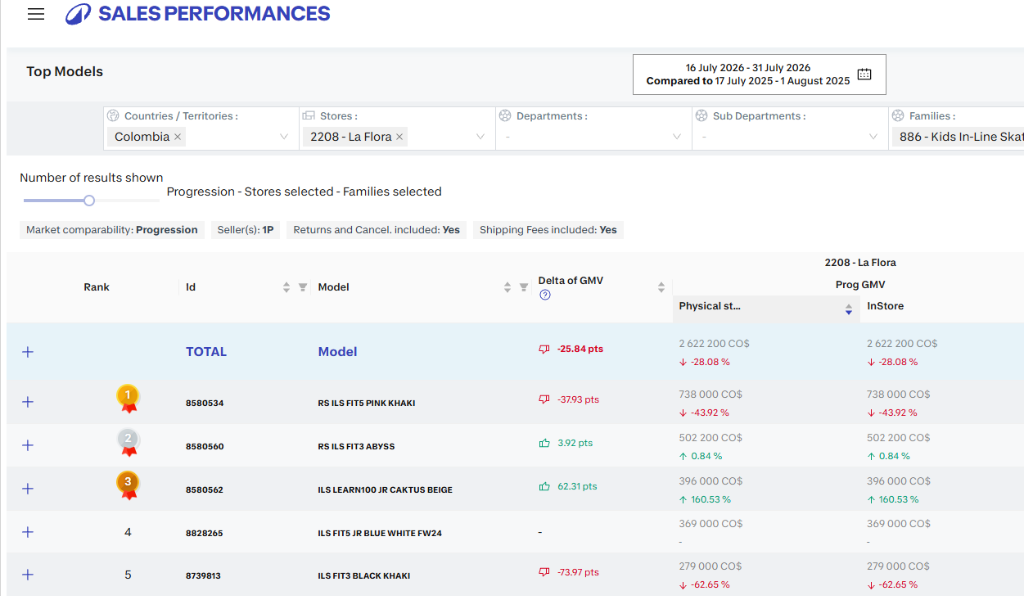 SALES PERFORMANCES
Top Models
16 July 2026 - 31 July 2026
Compared to 17 July 2025 - 1 August 2025
Countries / Territories :
Stores :
Departments :
Sub Departments :
Families :
Colombia ×
2208 - La Flora ×
-
-
886 - Kids In-Line Skat
Number of results shown
Progression - Stores selected - Families selected
Market comparability: Progression
Seller(s): 1P
Returns and Cancel. included: Yes
Shipping Fees included: Yes
2208 - La Flora
Rank
Id
Model
Delta of GMV
?
Prog GMV
Physical st...
InStore
+ TOTAL Model -25.84 pts 2 622 200 CO$ 2 622 200 CO$
↓ -28.08 % ↓ -28.08 %
+ 1 8580534 RS ILS FIT5 PINK KHAKI -37.93 pts 738 000 CO$ 738 000 CO$
↓ -43.92 % ↓ -43.92 %
+ 2 8580560 RS ILS FIT3 ABYSS 3.92 pts 502 200 CO$ 502 200 CO$
↑ 0.84 % ↑ 0.84 %
+ 3 8580562 ILS LEARN100 JR CAKTUS BEIGE 62.31 pts 396 000 CO$ 396 000 CO$
↑ 160.53 % ↑ 160.53 %
+ 4 8828265 ILS FIT5 JR BLUE WHITE FW24 - 369 000 CO$ 369 000 CO$
- -
+ 5 8739813 ILS FIT3 BLACK KHAKI -73.97 pts 279 000 CO$ 279 000 CO$
↓ -62.65 % ↓ -62.65 %